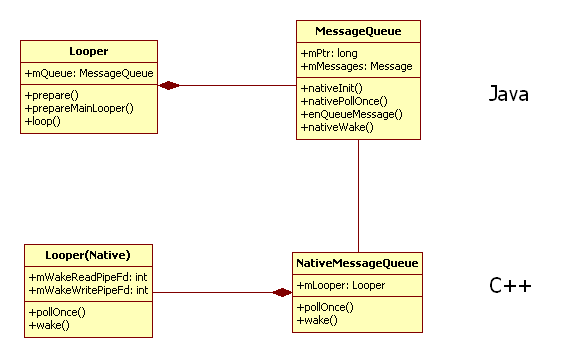 Looper
+mQueue: MessageQueue
+prepare()
+prepareMainLooper()
+loop()
MessageQueue
+mPtr: long
+mMessages: Message
+nativeInit()
+nativePollOnce()
+enQueueMessage()
+nativeWake()
Java
Looper(Native)
+mWakeReadPipeFd: int
+mWakeWritePipeFd: int
+pollOnce()
+wake()
NativeMessageQueue
+mLooper: Looper
+pollOnce()
+wake()
C++